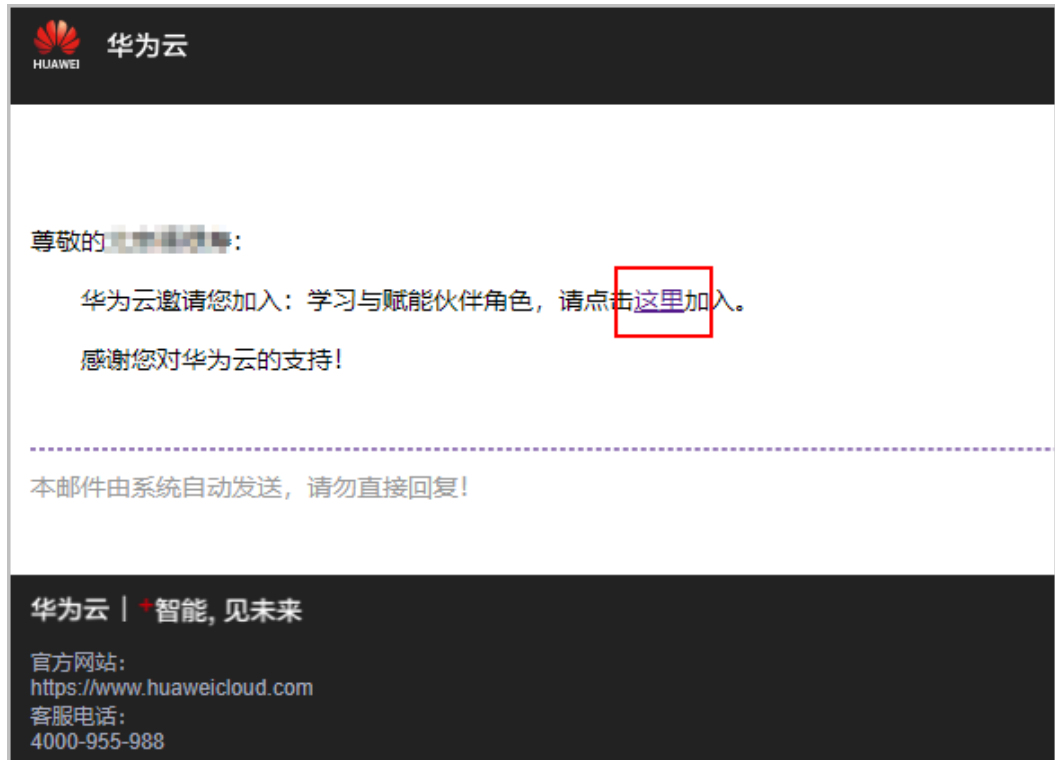 HUAWEI
华为云
尊敬的:
华为云邀请您加入：学习与赋能伙伴角色，请点击这里加入。
感谢您对华为云的支持！
本邮件由系统自动发送，请勿直接回复！
华为云｜+智能, 见未来
官方网站：
https://www.huaweicloud.com
客服电话：
4000-955-988